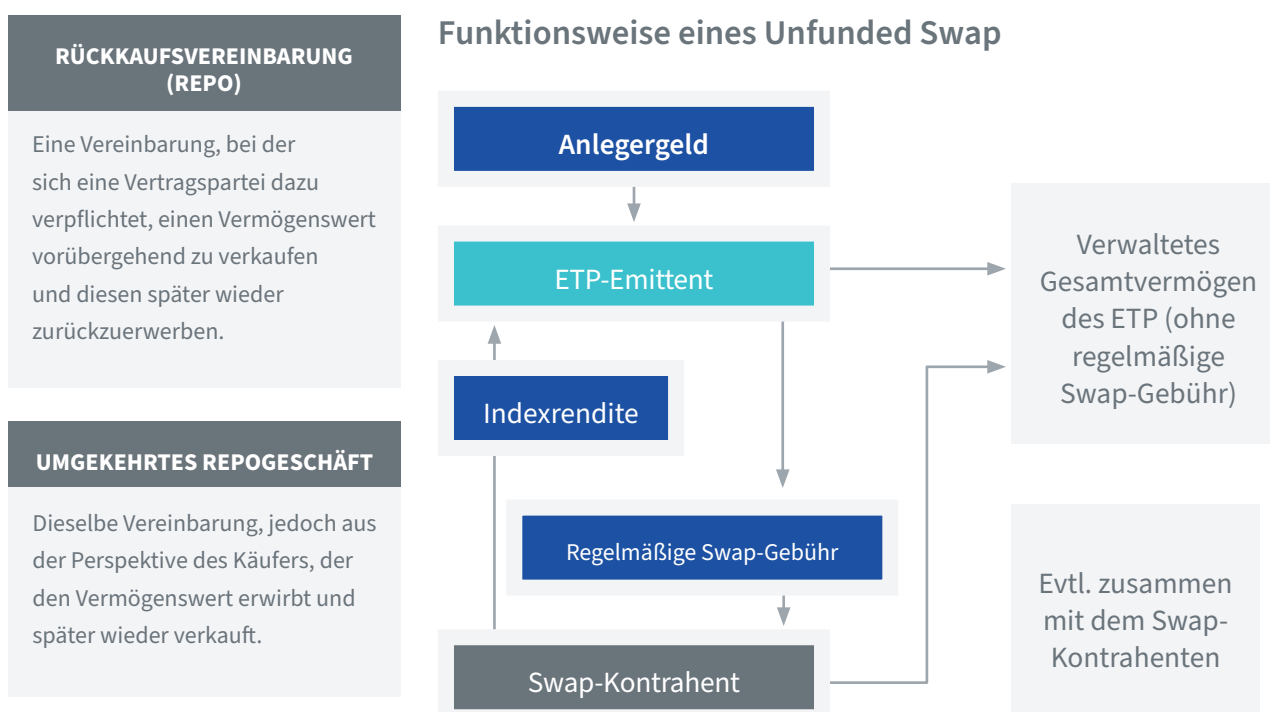 RÜCKKAUFSVEREINBARUNG
(REPO)
Eine Vereinbarung, bei der
sich eine Vertragspartei dazu
verpflichtet, einen Vermögenswert
vorübergehend zu verkaufen
und diesen später wieder
zurückzuerwerben.
UMGEKEHRTES REPOGESCHÄFT
Dieselbe Vereinbarung, jedoch aus
der Perspektive des Käufers, der
den Vermögenswert erwirbt und
später wieder verkauft.
Funktionsweise eines Unfunded Swap
Anlegergeld
ETP-Emittent
Indexrendite
Regelmäßige Swap-Gebühr
Swap-Kontrahent
Verwaltetes
Gesamtvermögen
des ETP (ohne
regelmäßige
Swap-Gebühr)
Evtl. zusammen
mit dem Swap-
Kontrahenten